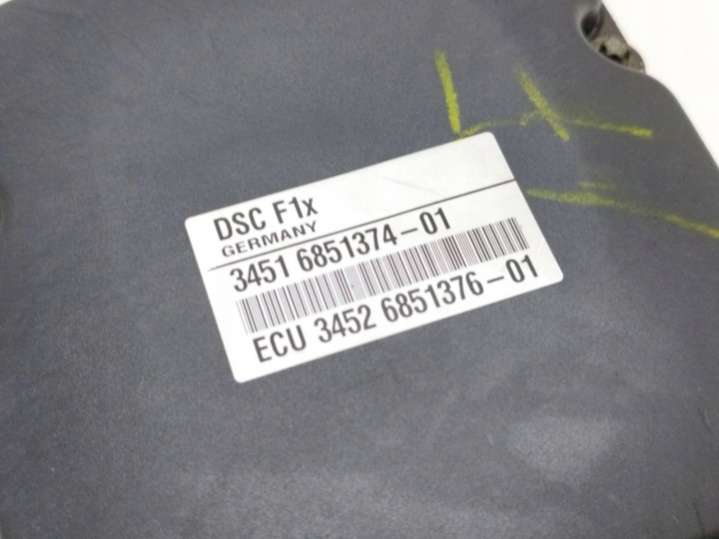 DSC F1x
GERMANY
3451 6851374-01
ECU 3452 6851376-01